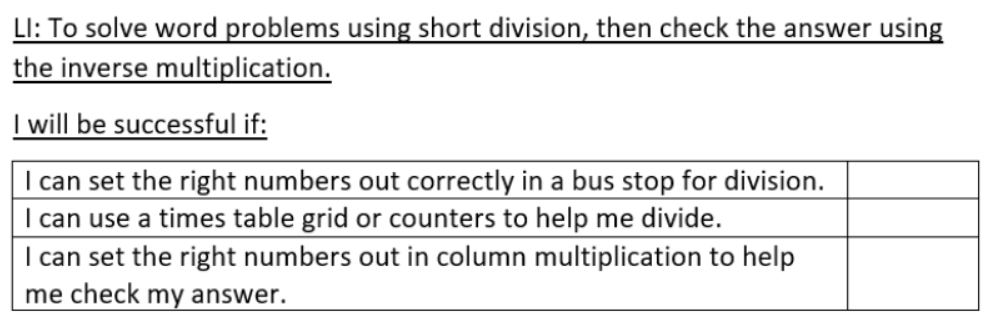 LI: To solve word problems using short division, then check the answer using
the inverse multiplication.
I will be successful if:
I can set the right numbers out correctly in a bus stop for division.
I can use a times table grid or counters to help me divide.
I can set the right numbers out in column multiplication to help
me check my answer.